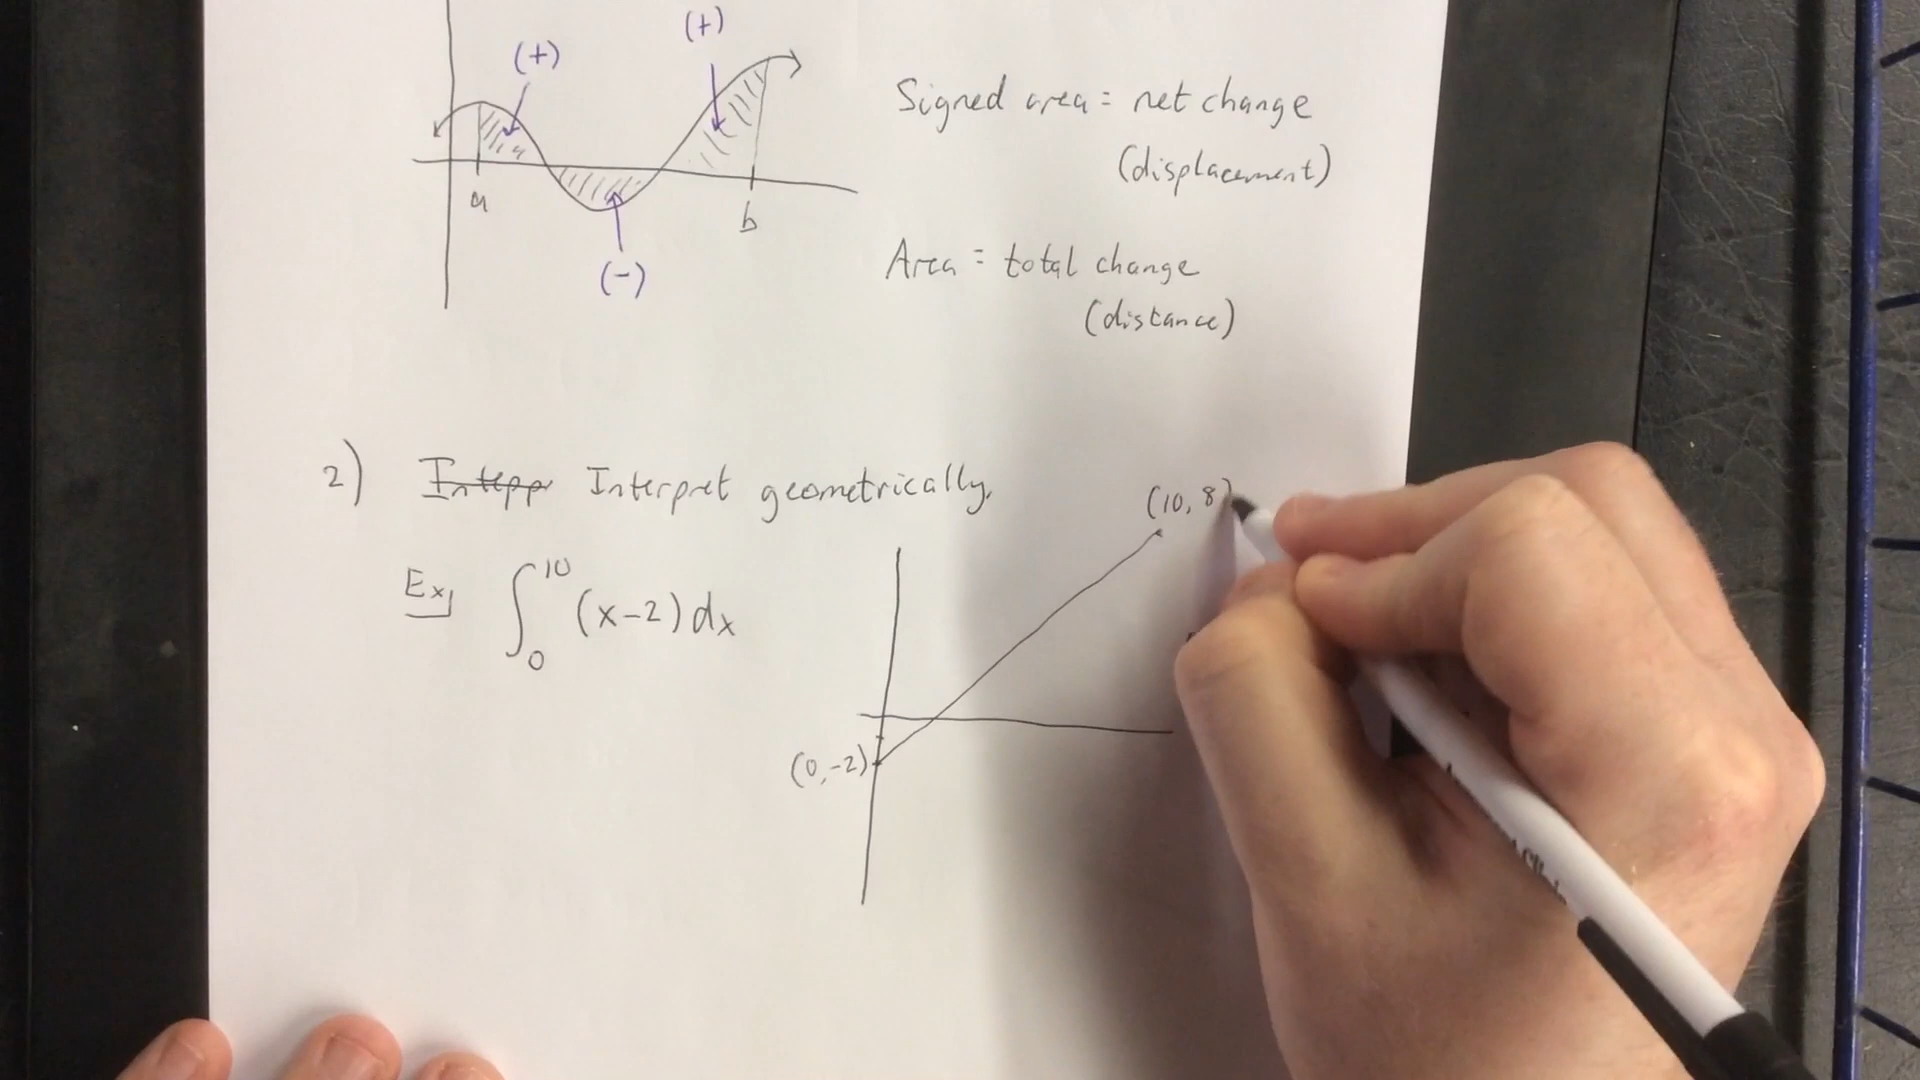 (+)
(+)
a
b
(-)
Signed area = net change
(displacement)
Area = total change
(distance)
2) Intepp Interpret geometrically.
Ex) ∫₀¹⁰ (x-2) dx
(10, 8)
(0,-2)